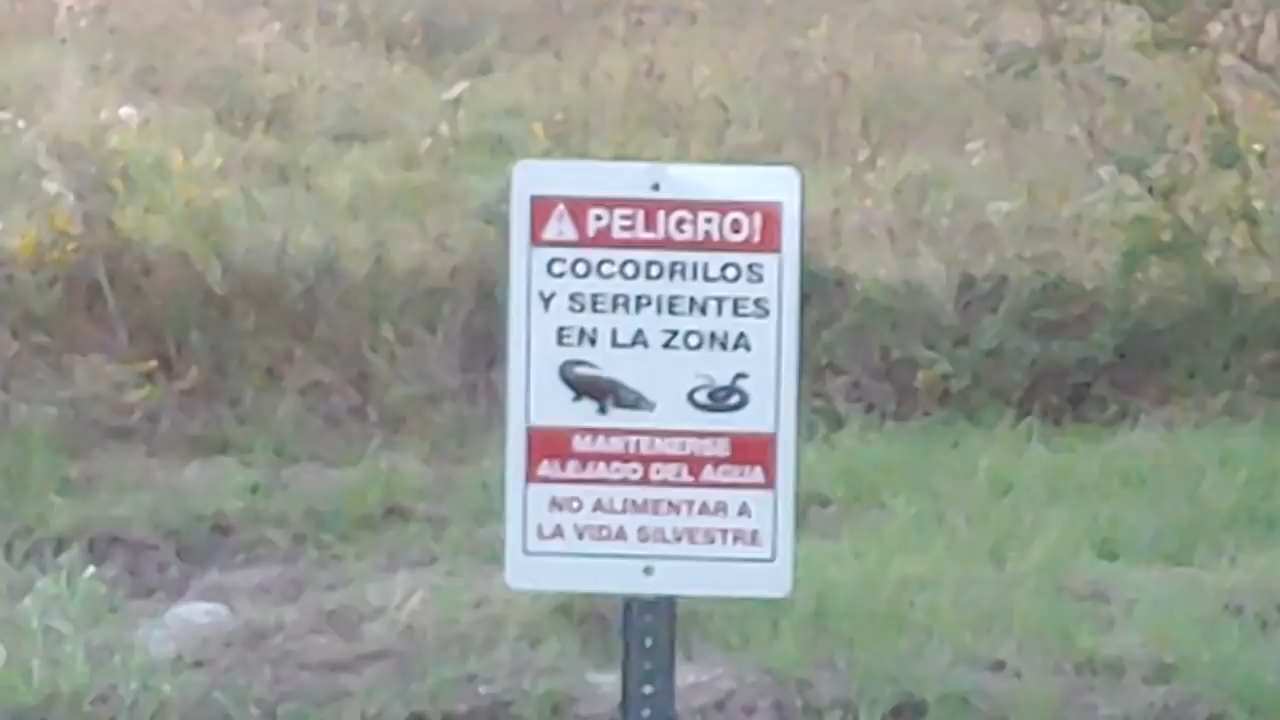 PELIGRO!
COCODRILOS
Y SERPIENTES
EN LA ZONA
MANTENERSE
ALEJADO DEL AGUA
NO ALIMENTAR A
LA VIDA SILVESTRE